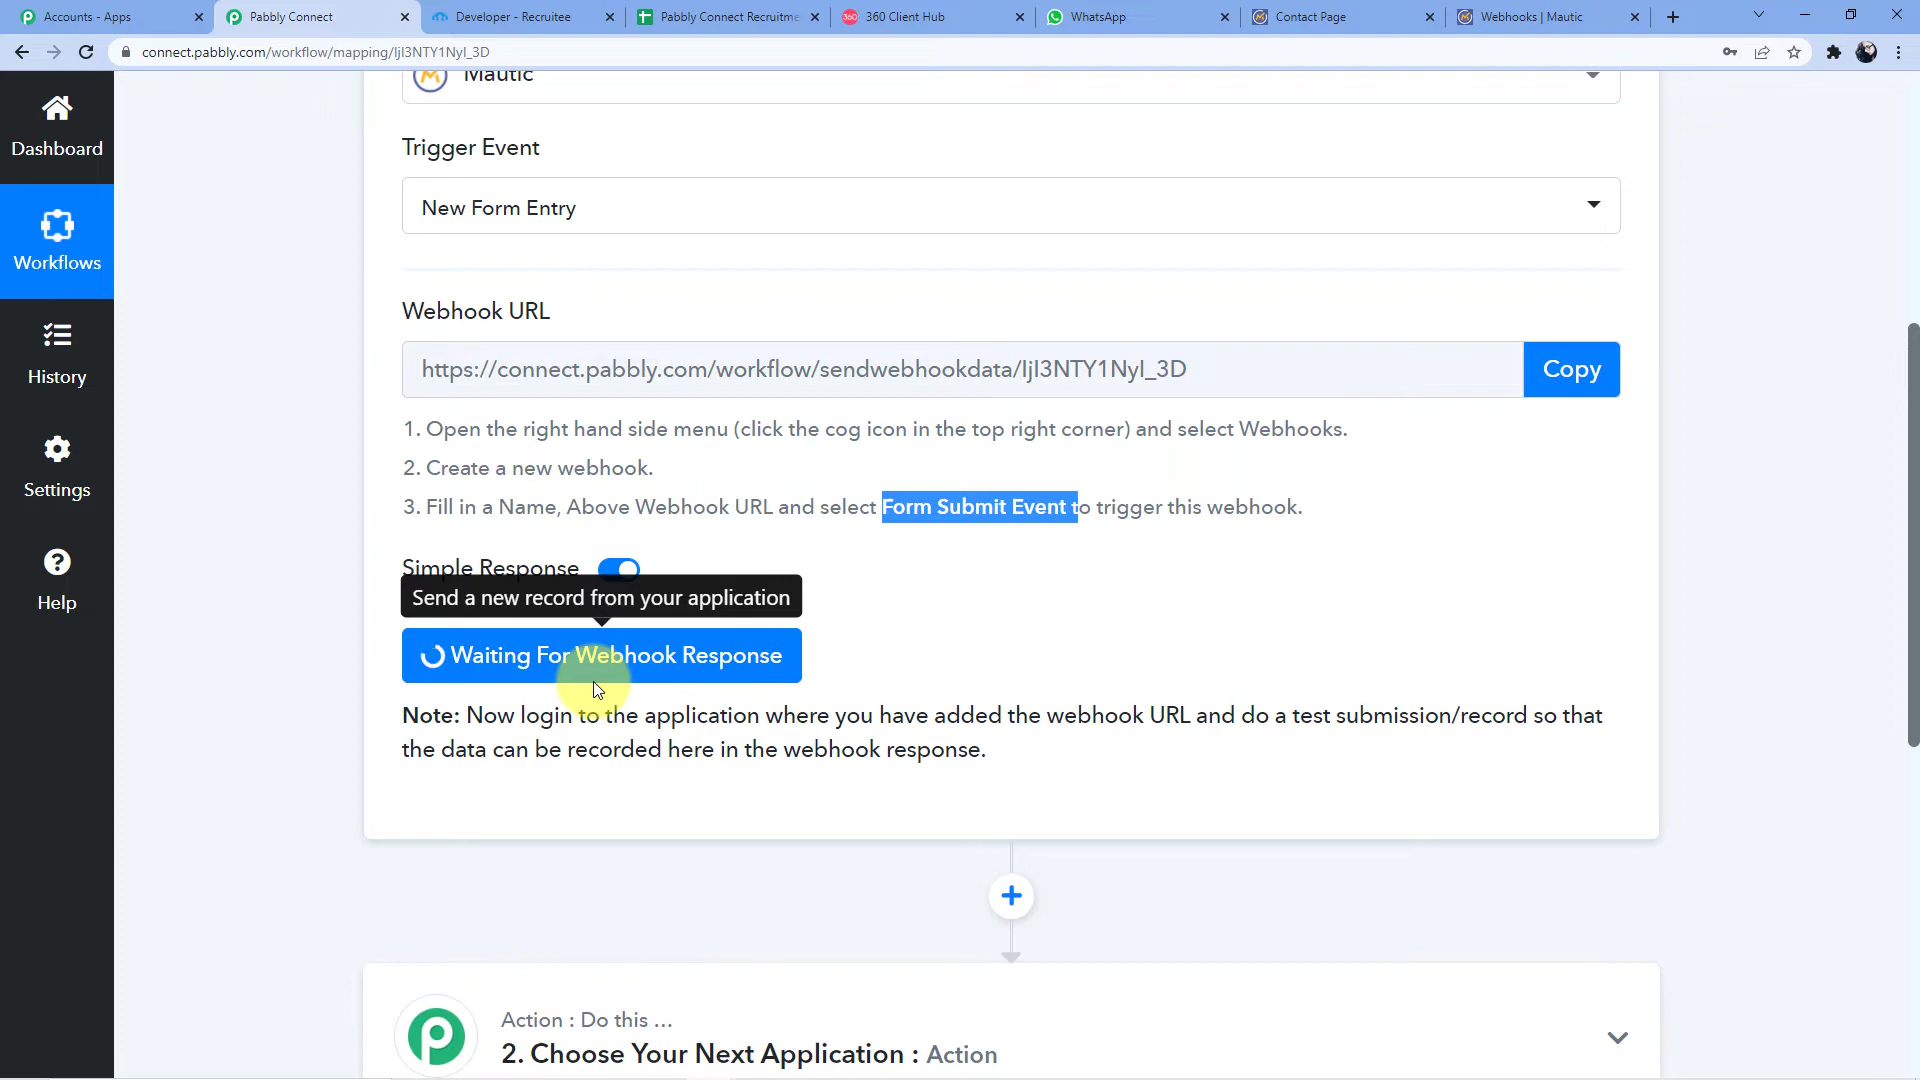 Accounts - Apps
Pabbly Connect
Developer - Recruitee
Pabbly Connect Recruitme
360 Client Hub
WhatsApp
Contact Page
Webhooks | Mautic
connect.pabbly.com/workflow/mapping/IjI3NTY1NyI_3D
Dashboard
Workflows
History
Settings
Help
Mautic
Trigger Event
New Form Entry
Webhook URL
https://connect.pabbly.com/workflow/sendwebhookdata/IjI3NTY1NyI_3D
Copy
1. Open the right hand side menu (click the cog icon in the top right corner) and select Webhooks.
2. Create a new webhook.
3. Fill in a Name, Above Webhook URL and select Form Submit Event to trigger this webhook.
Simple Response
Send a new record from your application
Waiting For Webhook Response
Note: Now login to the application where you have added the webhook URL and do a test submission/record so that
the data can be recorded here in the webhook response.
Action : Do this ...
2. Choose Your Next Application : Action